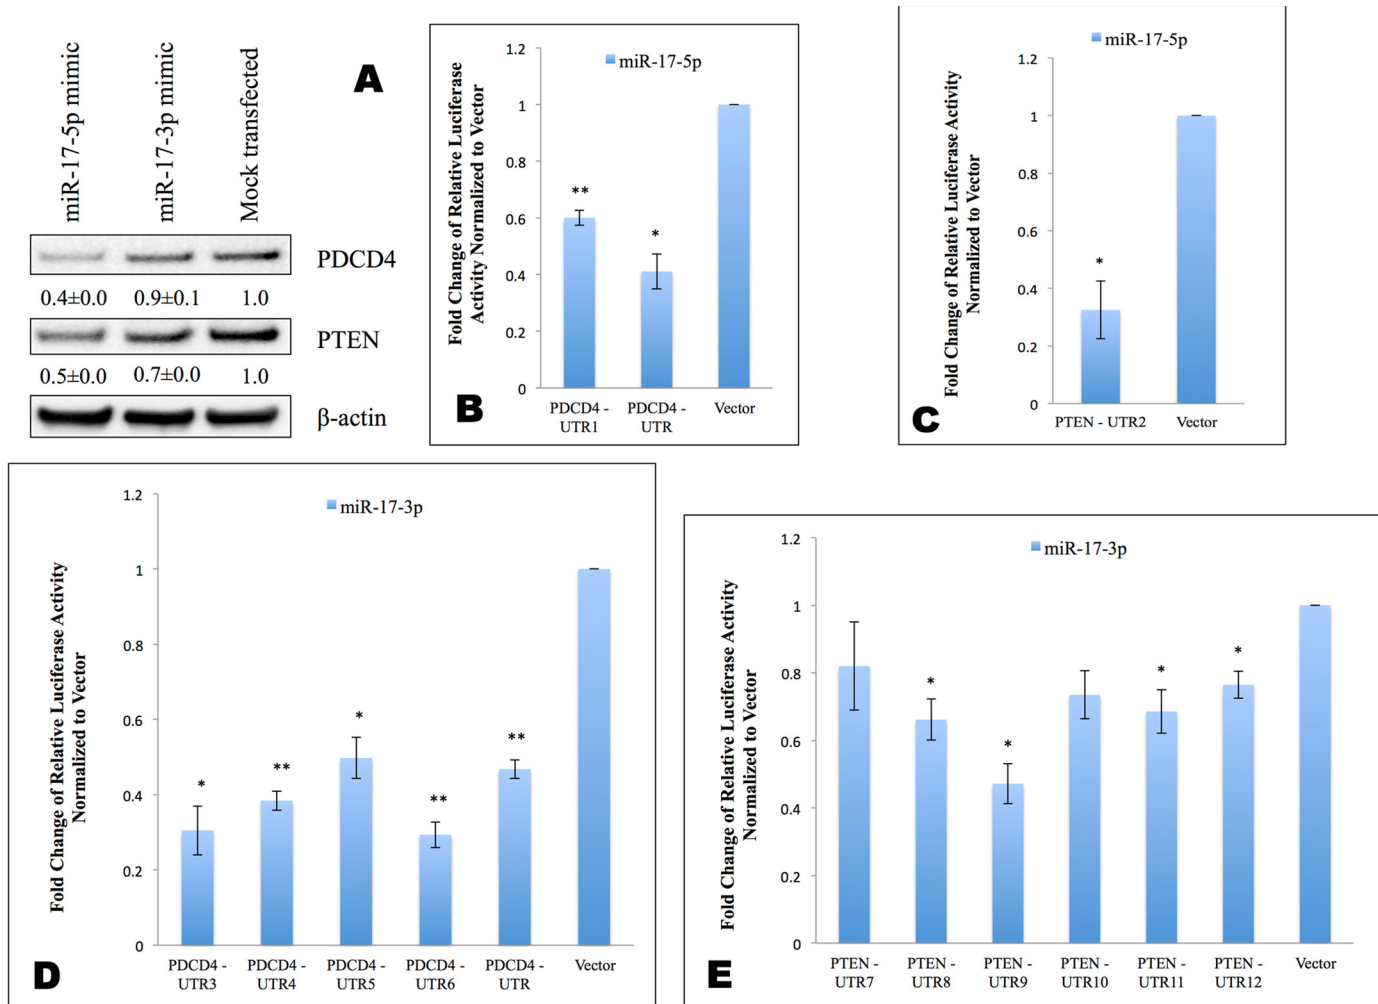 miR-17-5p mimic
miR-17-3p mimic
Mock transfected
A
PDCD4
0.4±0.0 0.9±0.1 1.0
PTEN
0.5±0.0 0.7±0.0 1.0
β-actin
B
miR-17-5p
Fold Change of Relative Luciferase
Activity Normalized to Vector
1.2
1
0.8
0.6
0.4
0.2
0
**
*
PDCD4 -
UTR1
PDCD4 -
UTR
Vector
C
miR-17-5p
Fold Change of Relative Luciferase Activity
Normalized to Vector
1.2
1
0.8
0.6
0.4
0.2
0
*
PTEN - UTR2
Vector
D
miR-17-3p
Fold Change of Relative Luciferase Activity
Normalized to Vector
1.2
1
0.8
0.6
0.4
0.2
0
*
**
*
**
**
PDCD4 -
UTR3
PDCD4 -
UTR4
PDCD4 -
UTR5
PDCD4 -
UTR6
PDCD4 -
UTR
Vector
E
miR-17-3p
Fold Change of Relative Luciferase Activity
Normalized to Vector
1.2
1
0.8
0.6
0.4
0.2
0
*
*
*
*
PTEN -
UTR7
PTEN -
UTR8
PTEN -
UTR9
PTEN -
UTR10
PTEN -
UTR11
PTEN -
UTR12
Vector